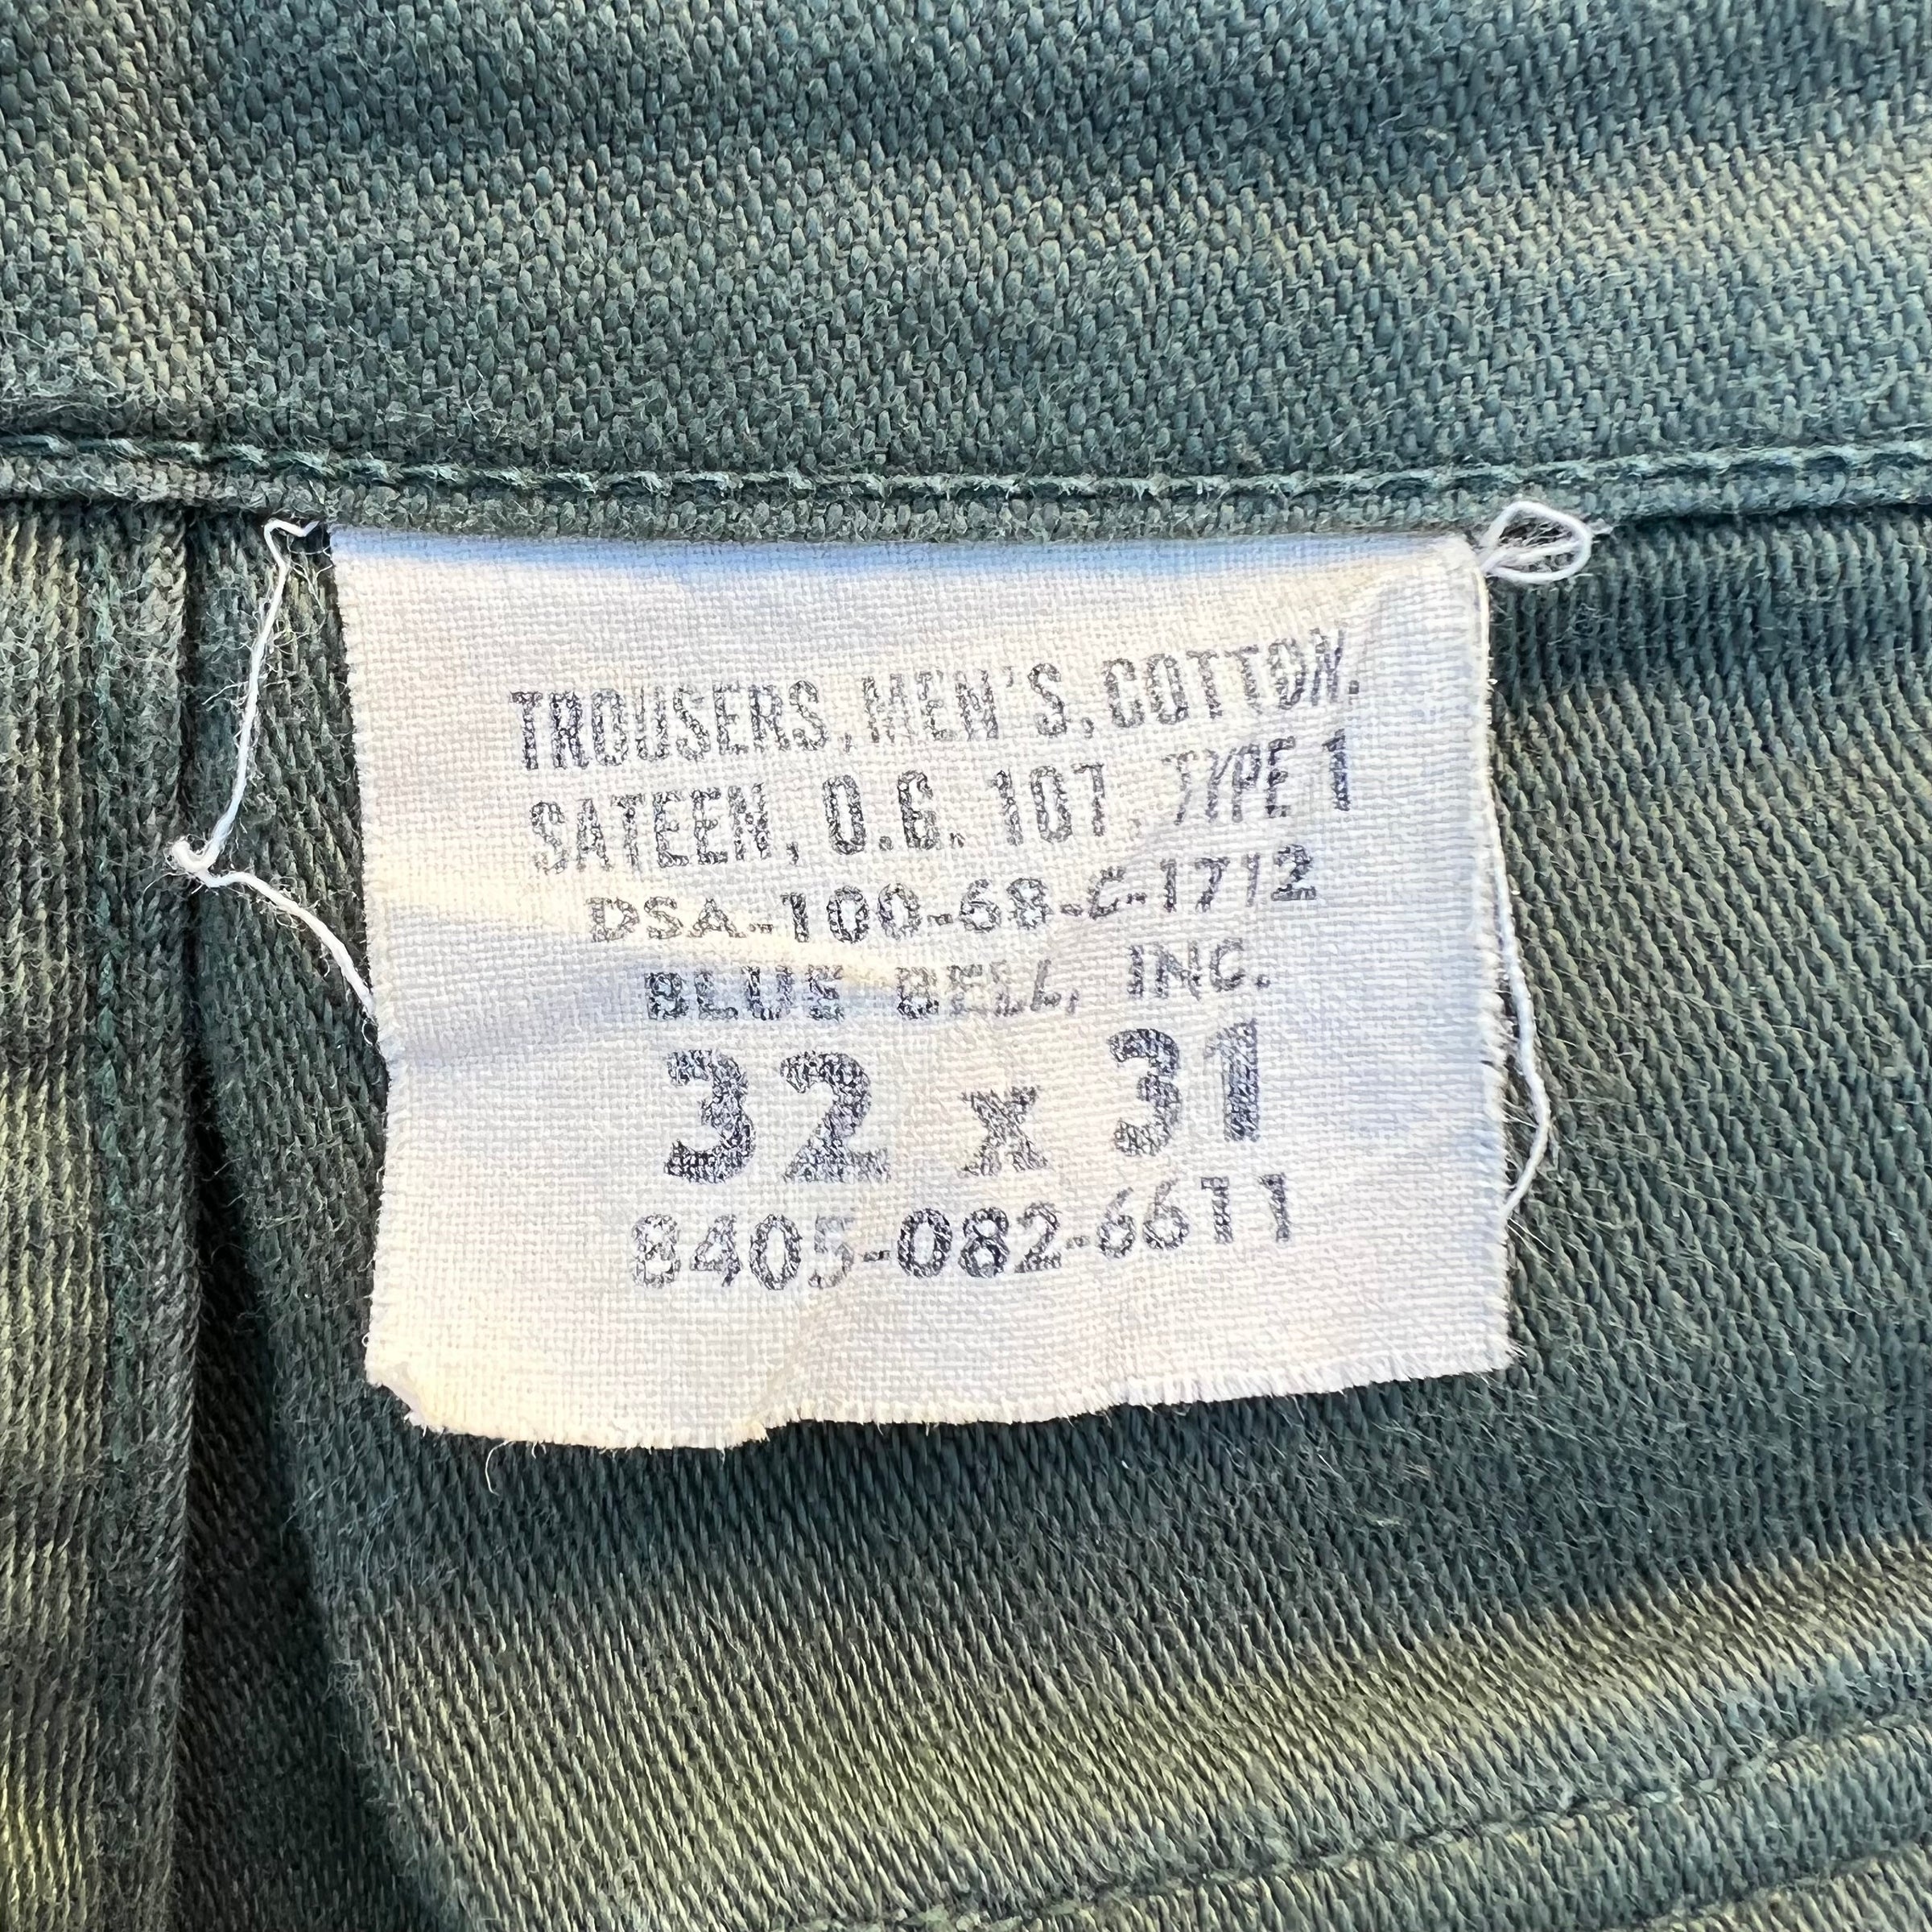 TROUSERS, MEN'S, COTTON.
SATEEN, O.G. 107, TYPE 1
DSA-100-68-C-1712
BLUE BELL, INC.
32 x 31
8405-082-6611